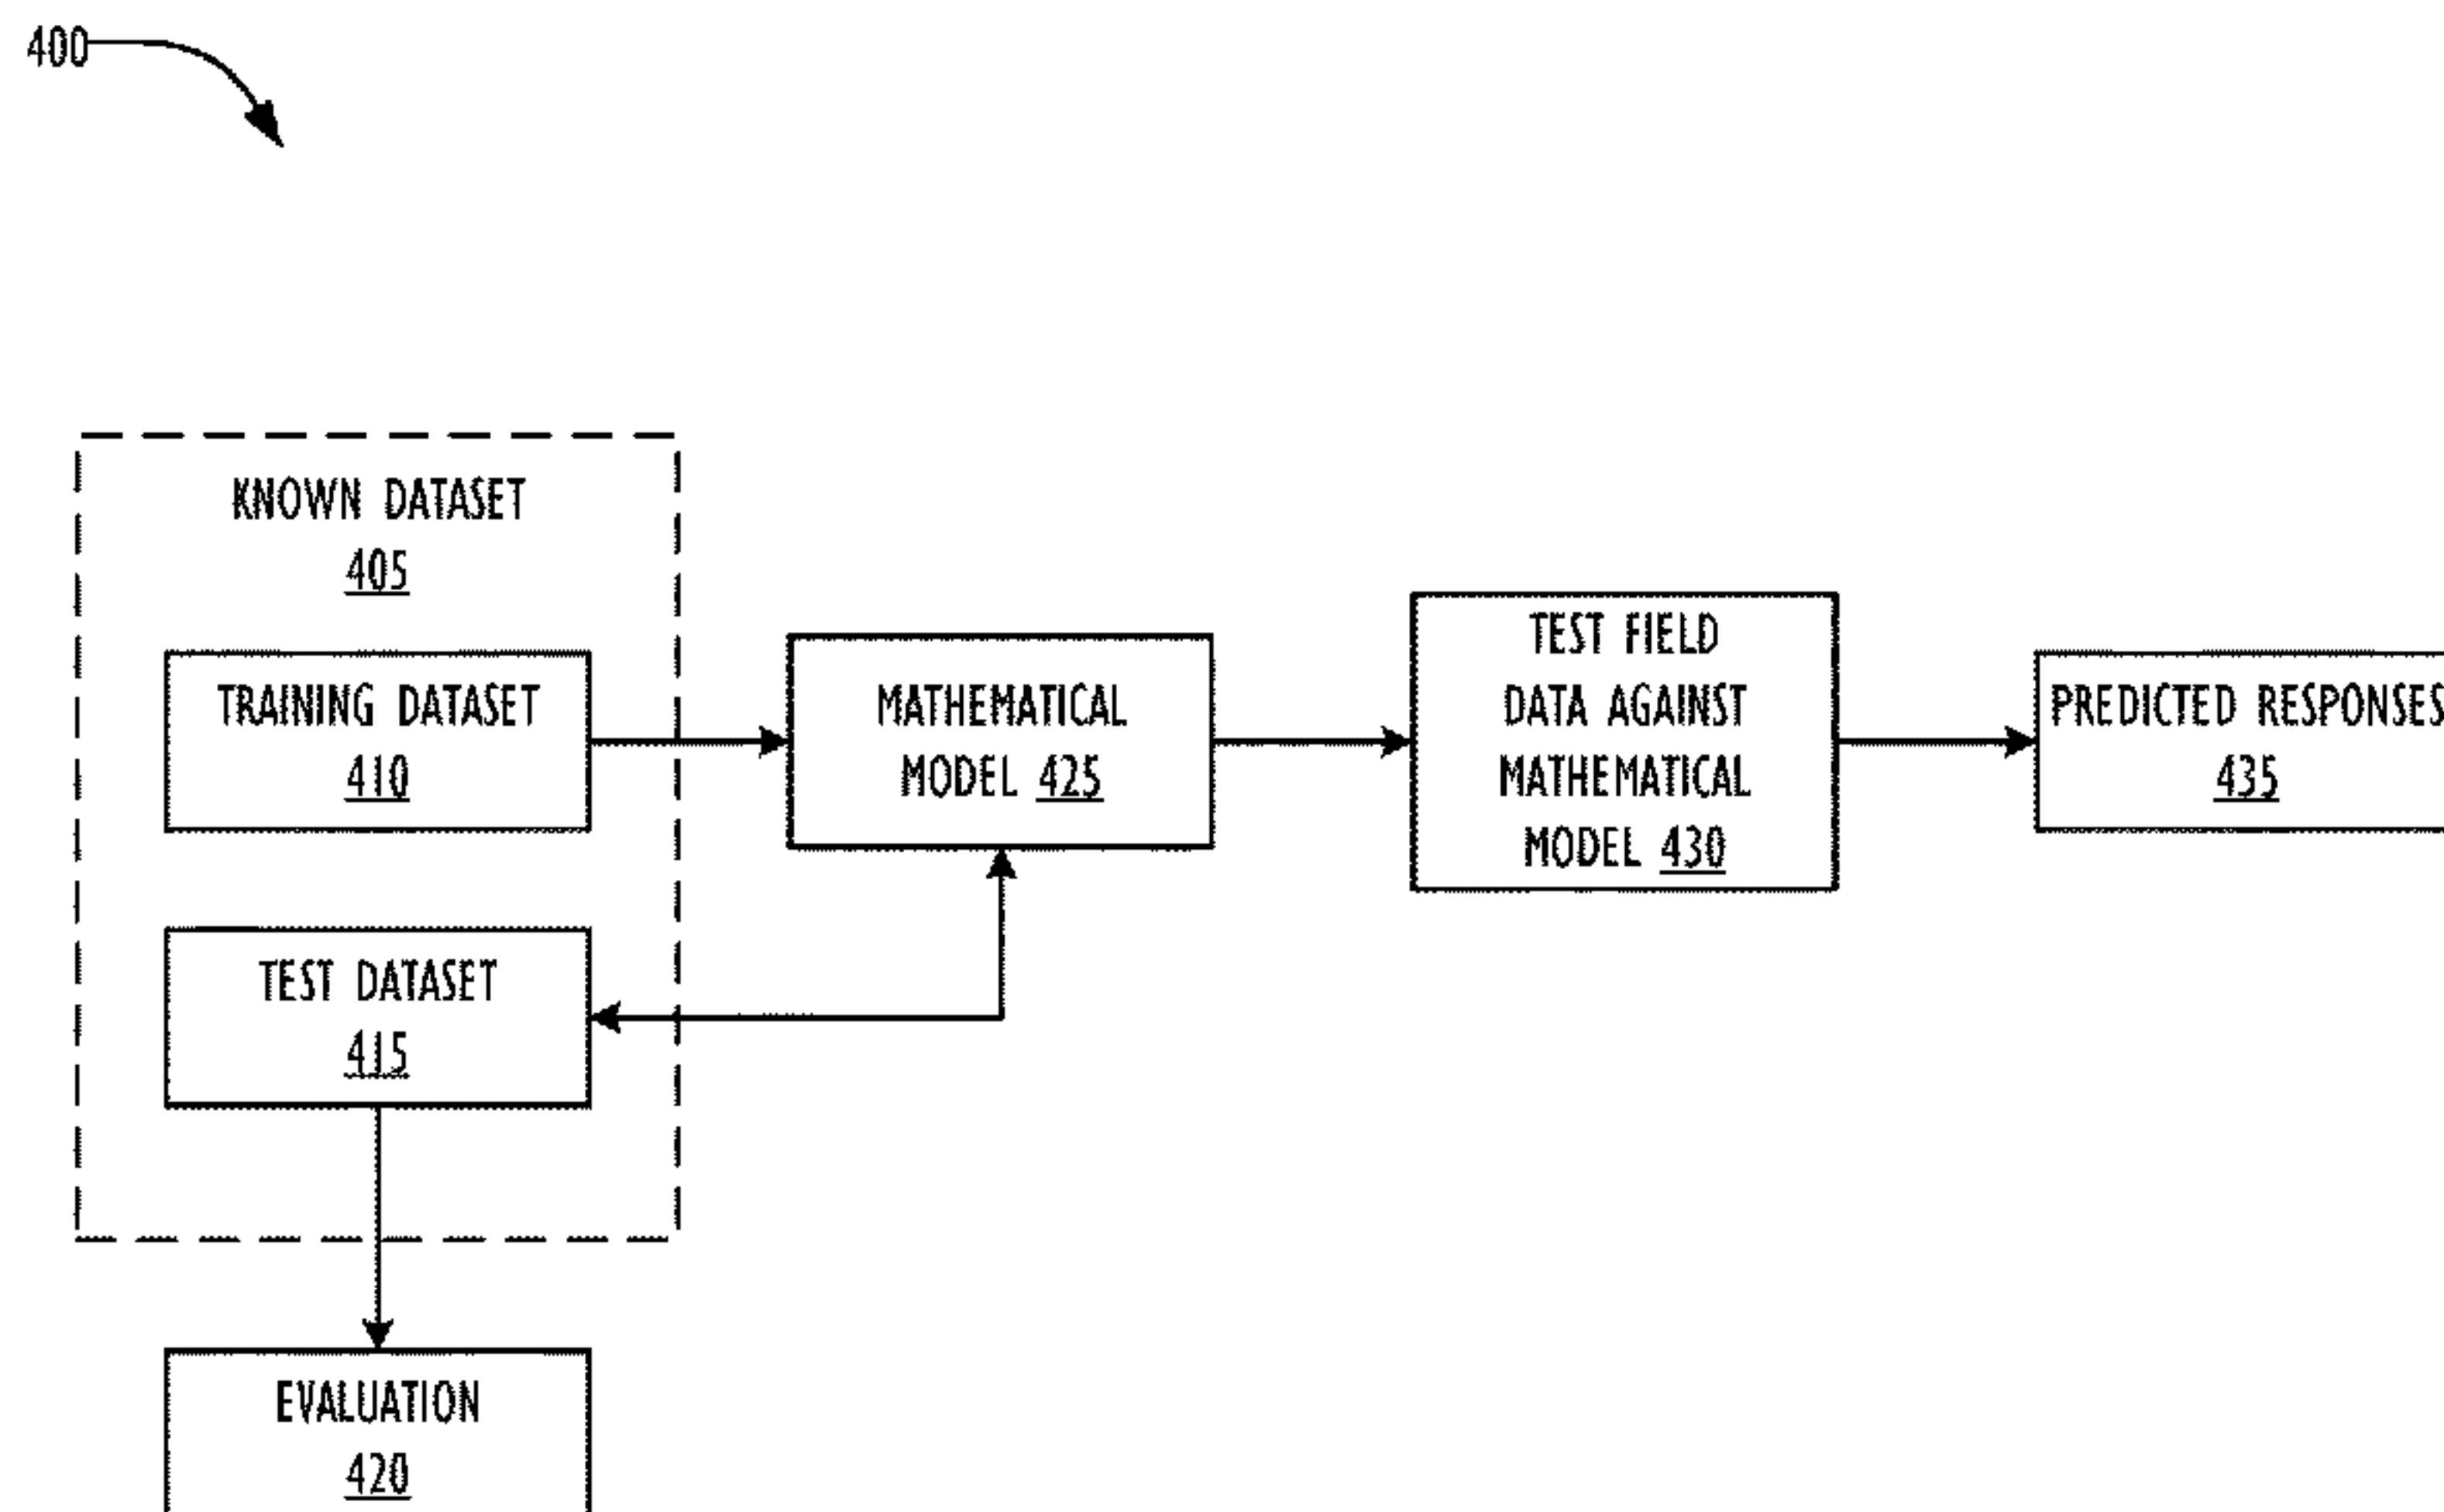 400
KNOWN DATASET
405
TRAINING DATASET
410
TEST DATASET
415
EVALUATION
420
MATHEMATICAL
MODEL 425
TEST FIELD
DATA AGAINST
MATHEMATICAL
MODEL 430
PREDICTED RESPONSES
435